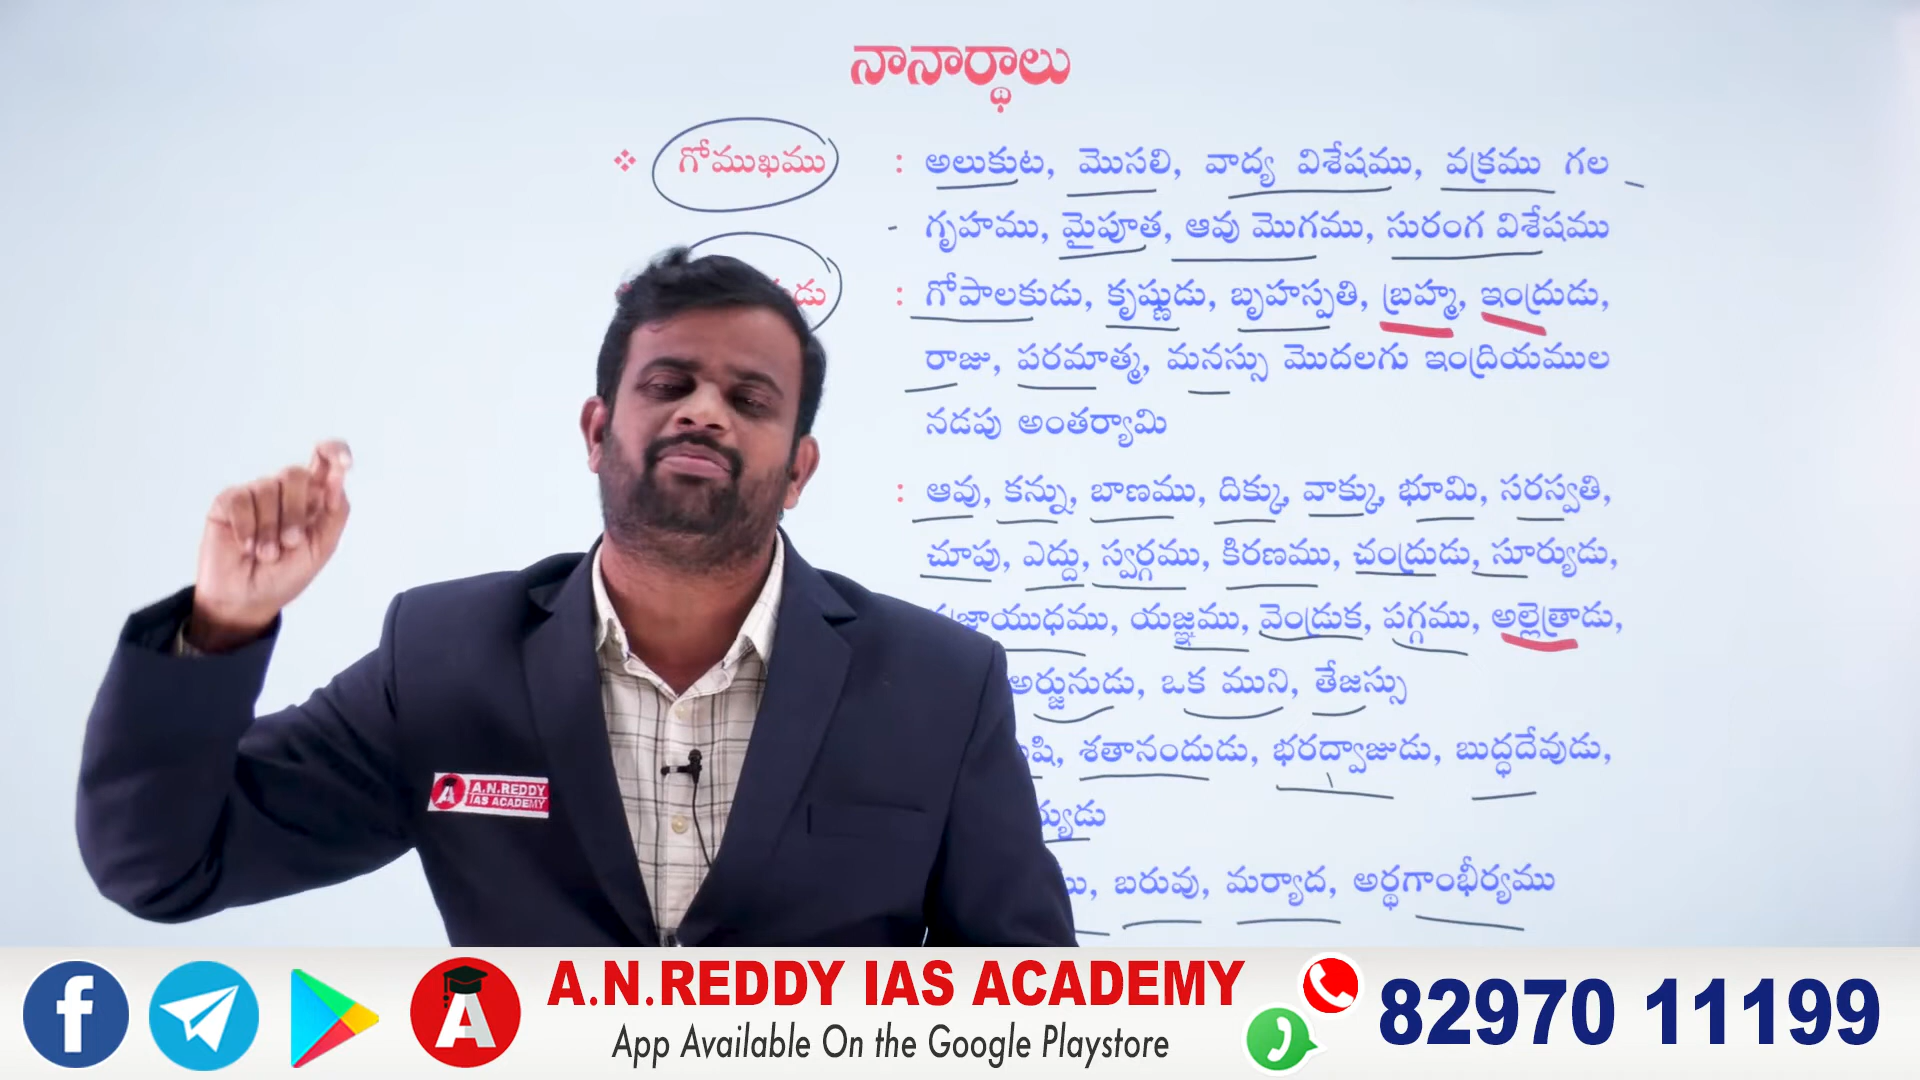 నానార్థాలు
❖ గోముఖము : అలుకుట, మొసలి, వాద్య విశేషము, వక్రము గల
గృహము, మైపూత, ఆవు మొగము, సురంగ విశేషము
: గోపాలకుడు, కృష్ణుడు, బృహస్పతి, బ్రహ్మ, ఇంద్రుడు,
రాజు, పరమాత్మ, మనస్సు మొదలగు ఇంద్రియముల
నడపు అంతర్యామి
: ఆవు, కన్ను, బాణము, దిక్కు, వాక్కు, భూమి, సరస్వతి,
చూపు, ఎద్దు, స్వర్గము, కిరణము, చంద్రుడు, సూర్యుడు,
యజ్ఞము, వెండ్రుక, పగ్గము, అల్లెత్రాడు,
అర్జునుడు, ఒక ముని, తేజస్సు
శతానందుడు, భరద్వాజుడు, బుద్ధదేవుడు,
బరువు, మర్యాద, అర్థగాంభీర్యము
A.N.REDDY
IAS ACADEMY
A.N.REDDY IAS ACADEMY
App Available On the Google Playstore
82970 11199